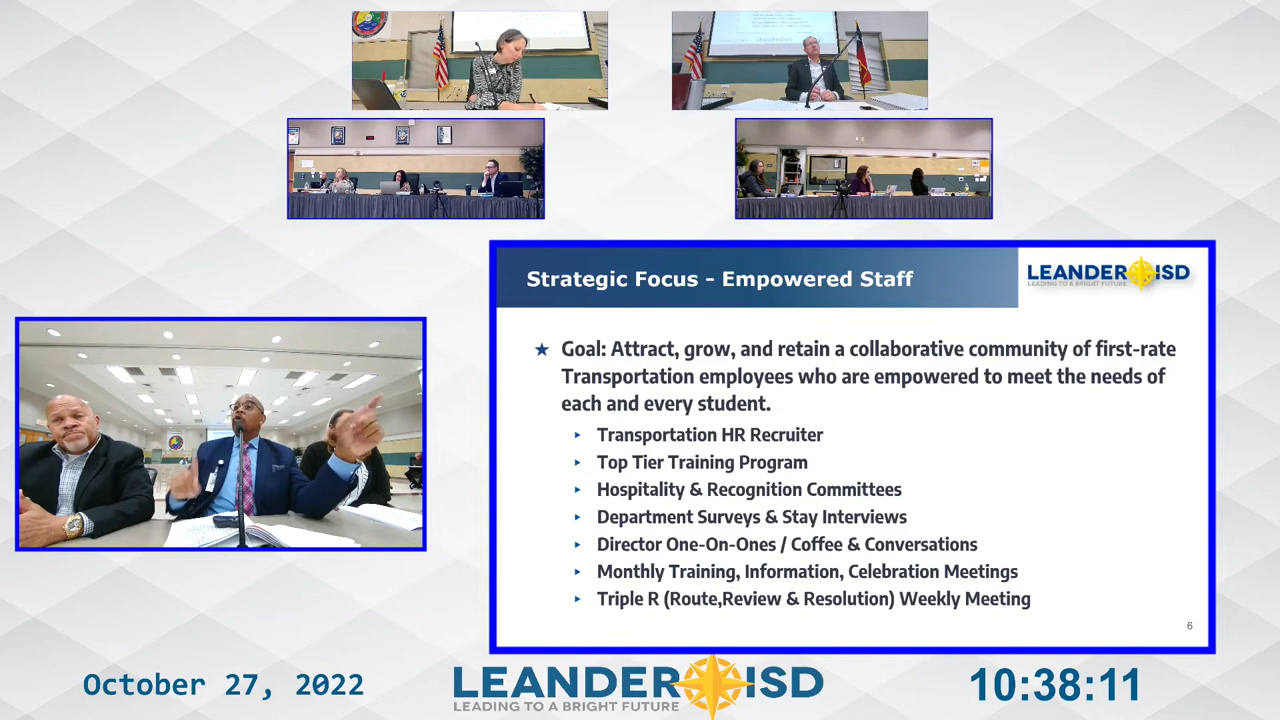 LEANDER ISD
Strategic Focus - Empowered Staff
LEANDER ISD
LEADING TO A BRIGHT FUTURE
★ Goal: Attract, grow, and retain a collaborative community of first-rate
Transportation employees who are empowered to meet the needs of
each and every student.
▸ Transportation HR Recruiter
▸ Top Tier Training Program
▸ Hospitality & Recognition Committees
▸ Department Surveys & Stay Interviews
▸ Director One-On-Ones / Coffee & Conversations
▸ Monthly Training, Information, Celebration Meetings
▸ Triple R (Route,Review & Resolution) Weekly Meeting
6
October 27, 2022
LEANDER ISD
LEADING TO A BRIGHT FUTURE
10:38:11